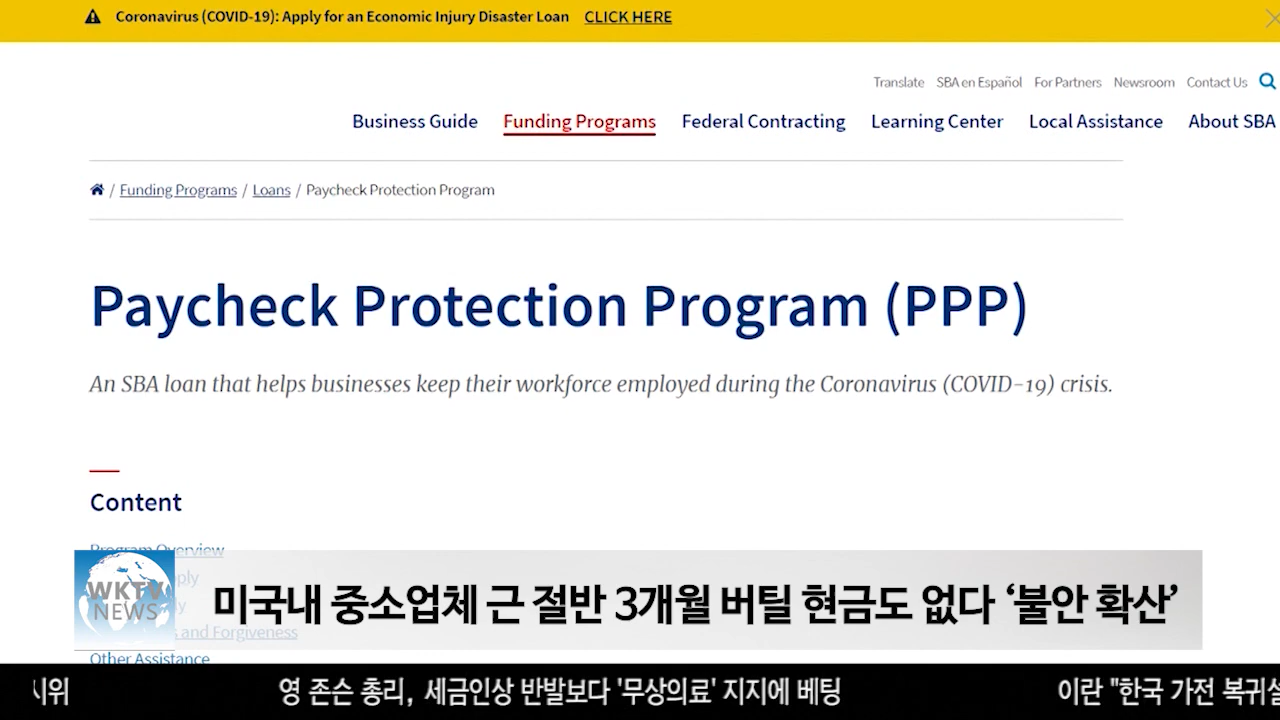 Coronavirus (COVID-19): Apply for an Economic Injury Disaster Loan CLICK HERE
Translate SBA en Español For Partners Newsroom Contact Us
Business Guide Funding Programs Federal Contracting Learning Center Local Assistance About SBA
/ Funding Programs / Loans / Paycheck Protection Program
Paycheck Protection Program (PPP)
An SBA loan that helps businesses keep their workforce employed during the Coronavirus (COVID-19) crisis.
Content
Program Overview
and Forgiveness
Other Assistance
WKTV
NEWS
미국내 중소업체 근 절반 3개월 버틸 현금도 없다 ‘불안 확산’
시위 영 존슨 총리, 세금인상 반발보다 '무상의료' 지지에 베팅 이란 "한국 가전 복귀설